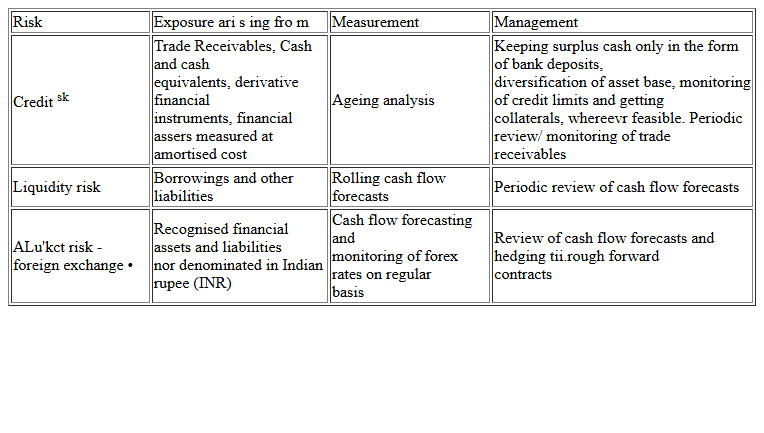 Risk Exposure ari s ing fro m Measurement Management
Credit sk
Trade Receivables, Cash
and cash
equivalents, derivative
financial
instruments, financial
assers measured at
amortised cost
Ageing analysis
Keeping surplus cash only in the form
of bank deposits,
diversification of asset base, monitoring
of credit limits and getting
collaterals, whereevr feasible. Periodic
review/ monitoring of trade
receivables
Liquidity risk
Borrowings and other
liabilities
Rolling cash flow
forecasts
Periodic review of cash flow forecasts
ALu'kct risk -
foreign exchange •
Recognised financial
assets and liabilities
nor denominated in Indian
rupee (INR)
Cash flow forecasting
and
monitoring of forex
rates on regular
basis
Review of cash flow forecasts and
hedging tii.rough forward
contracts